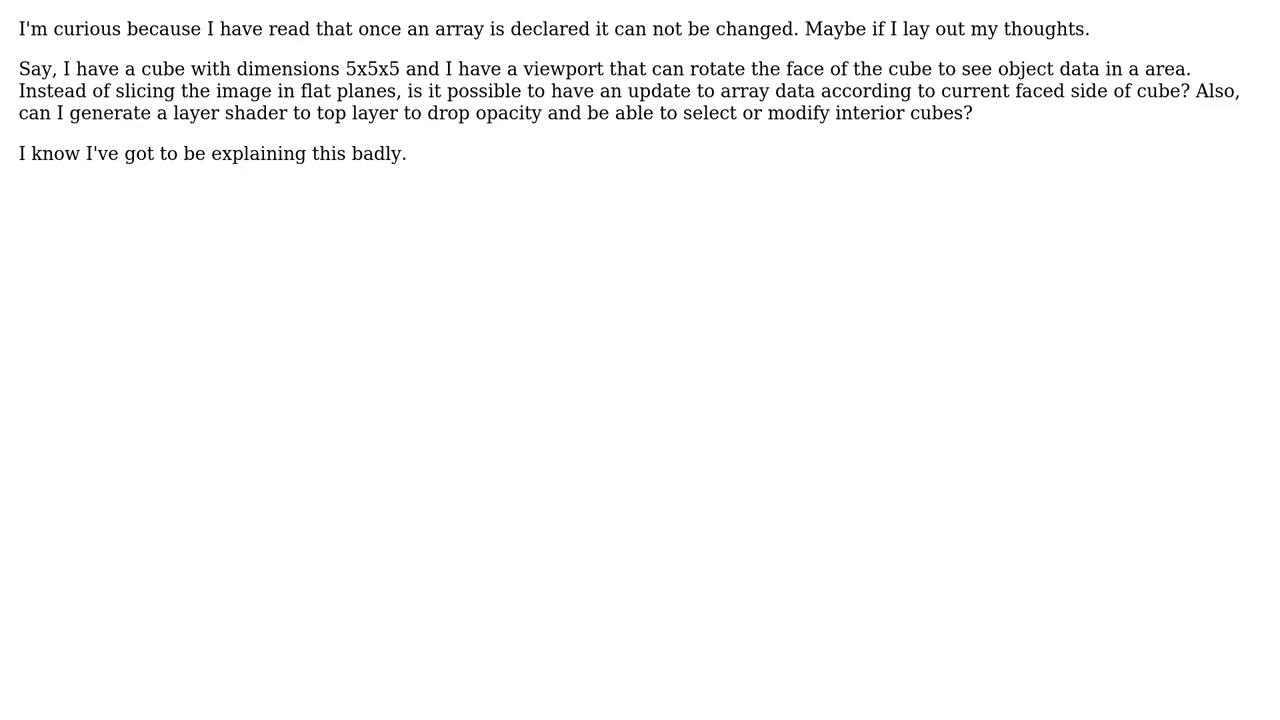 I'm curious because I have read that once an array is declared it can not be changed. Maybe if I lay out my thoughts.
Say, I have a cube with dimensions 5x5x5 and I have a viewport that can rotate the face of the cube to see object data in a area.
Instead of slicing the image in flat planes, is it possible to have an update to array data according to current faced side of cube? Also,
can I generate a layer shader to top layer to drop opacity and be able to select or modify interior cubes?
I know I've got to be explaining this badly.